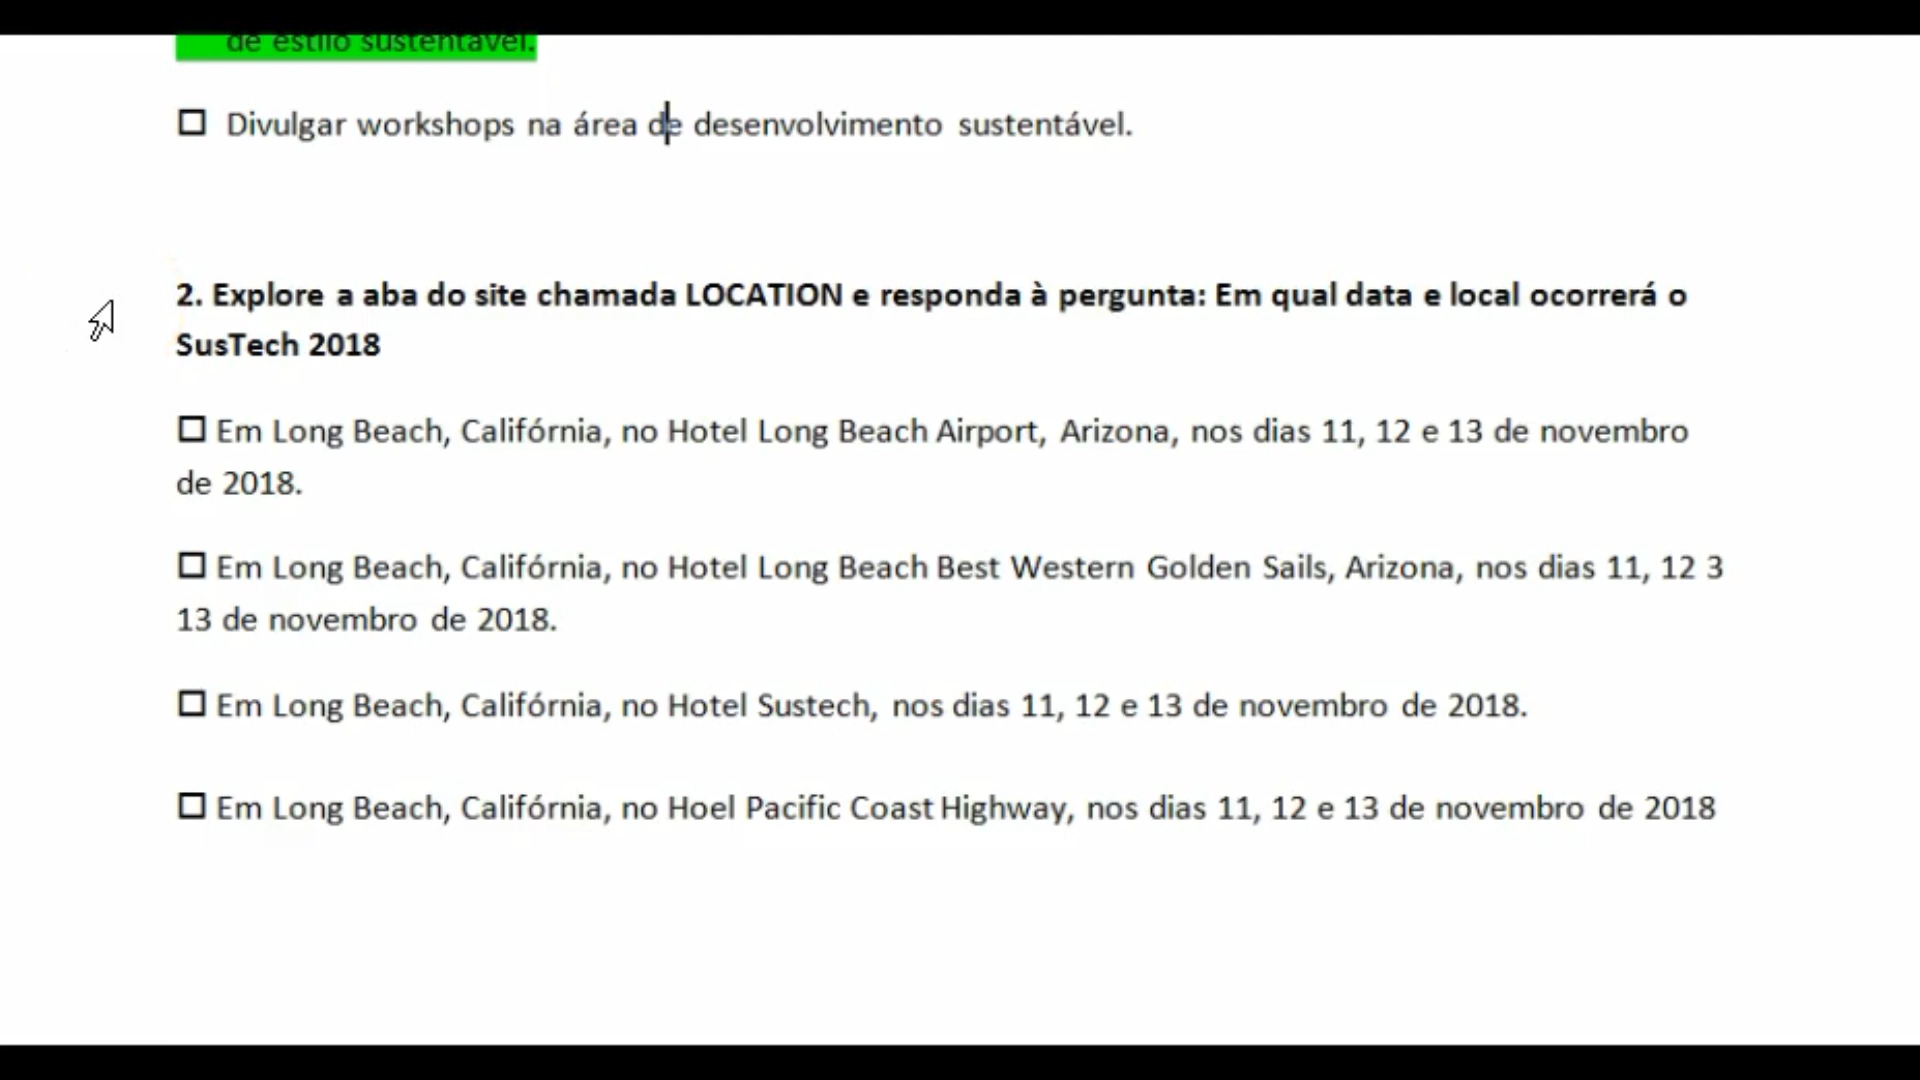 de estilo sustentável.
Divulgar workshops na área de desenvolvimento sustentável.
2. Explore a aba do site chamada LOCATION e responda à pergunta: Em qual data e local ocorrerá o
SusTech 2018
Em Long Beach, Califórnia, no Hotel Long Beach Airport, Arizona, nos dias 11, 12 e 13 de novembro
de 2018.
Em Long Beach, Califórnia, no Hotel Long Beach Best Western Golden Sails, Arizona, nos dias 11, 12 3
13 de novembro de 2018.
Em Long Beach, Califórnia, no Hotel Sustech, nos dias 11, 12 e 13 de novembro de 2018.
Em Long Beach, Califórnia, no Hoel Pacific Coast Highway, nos dias 11, 12 e 13 de novembro de 2018